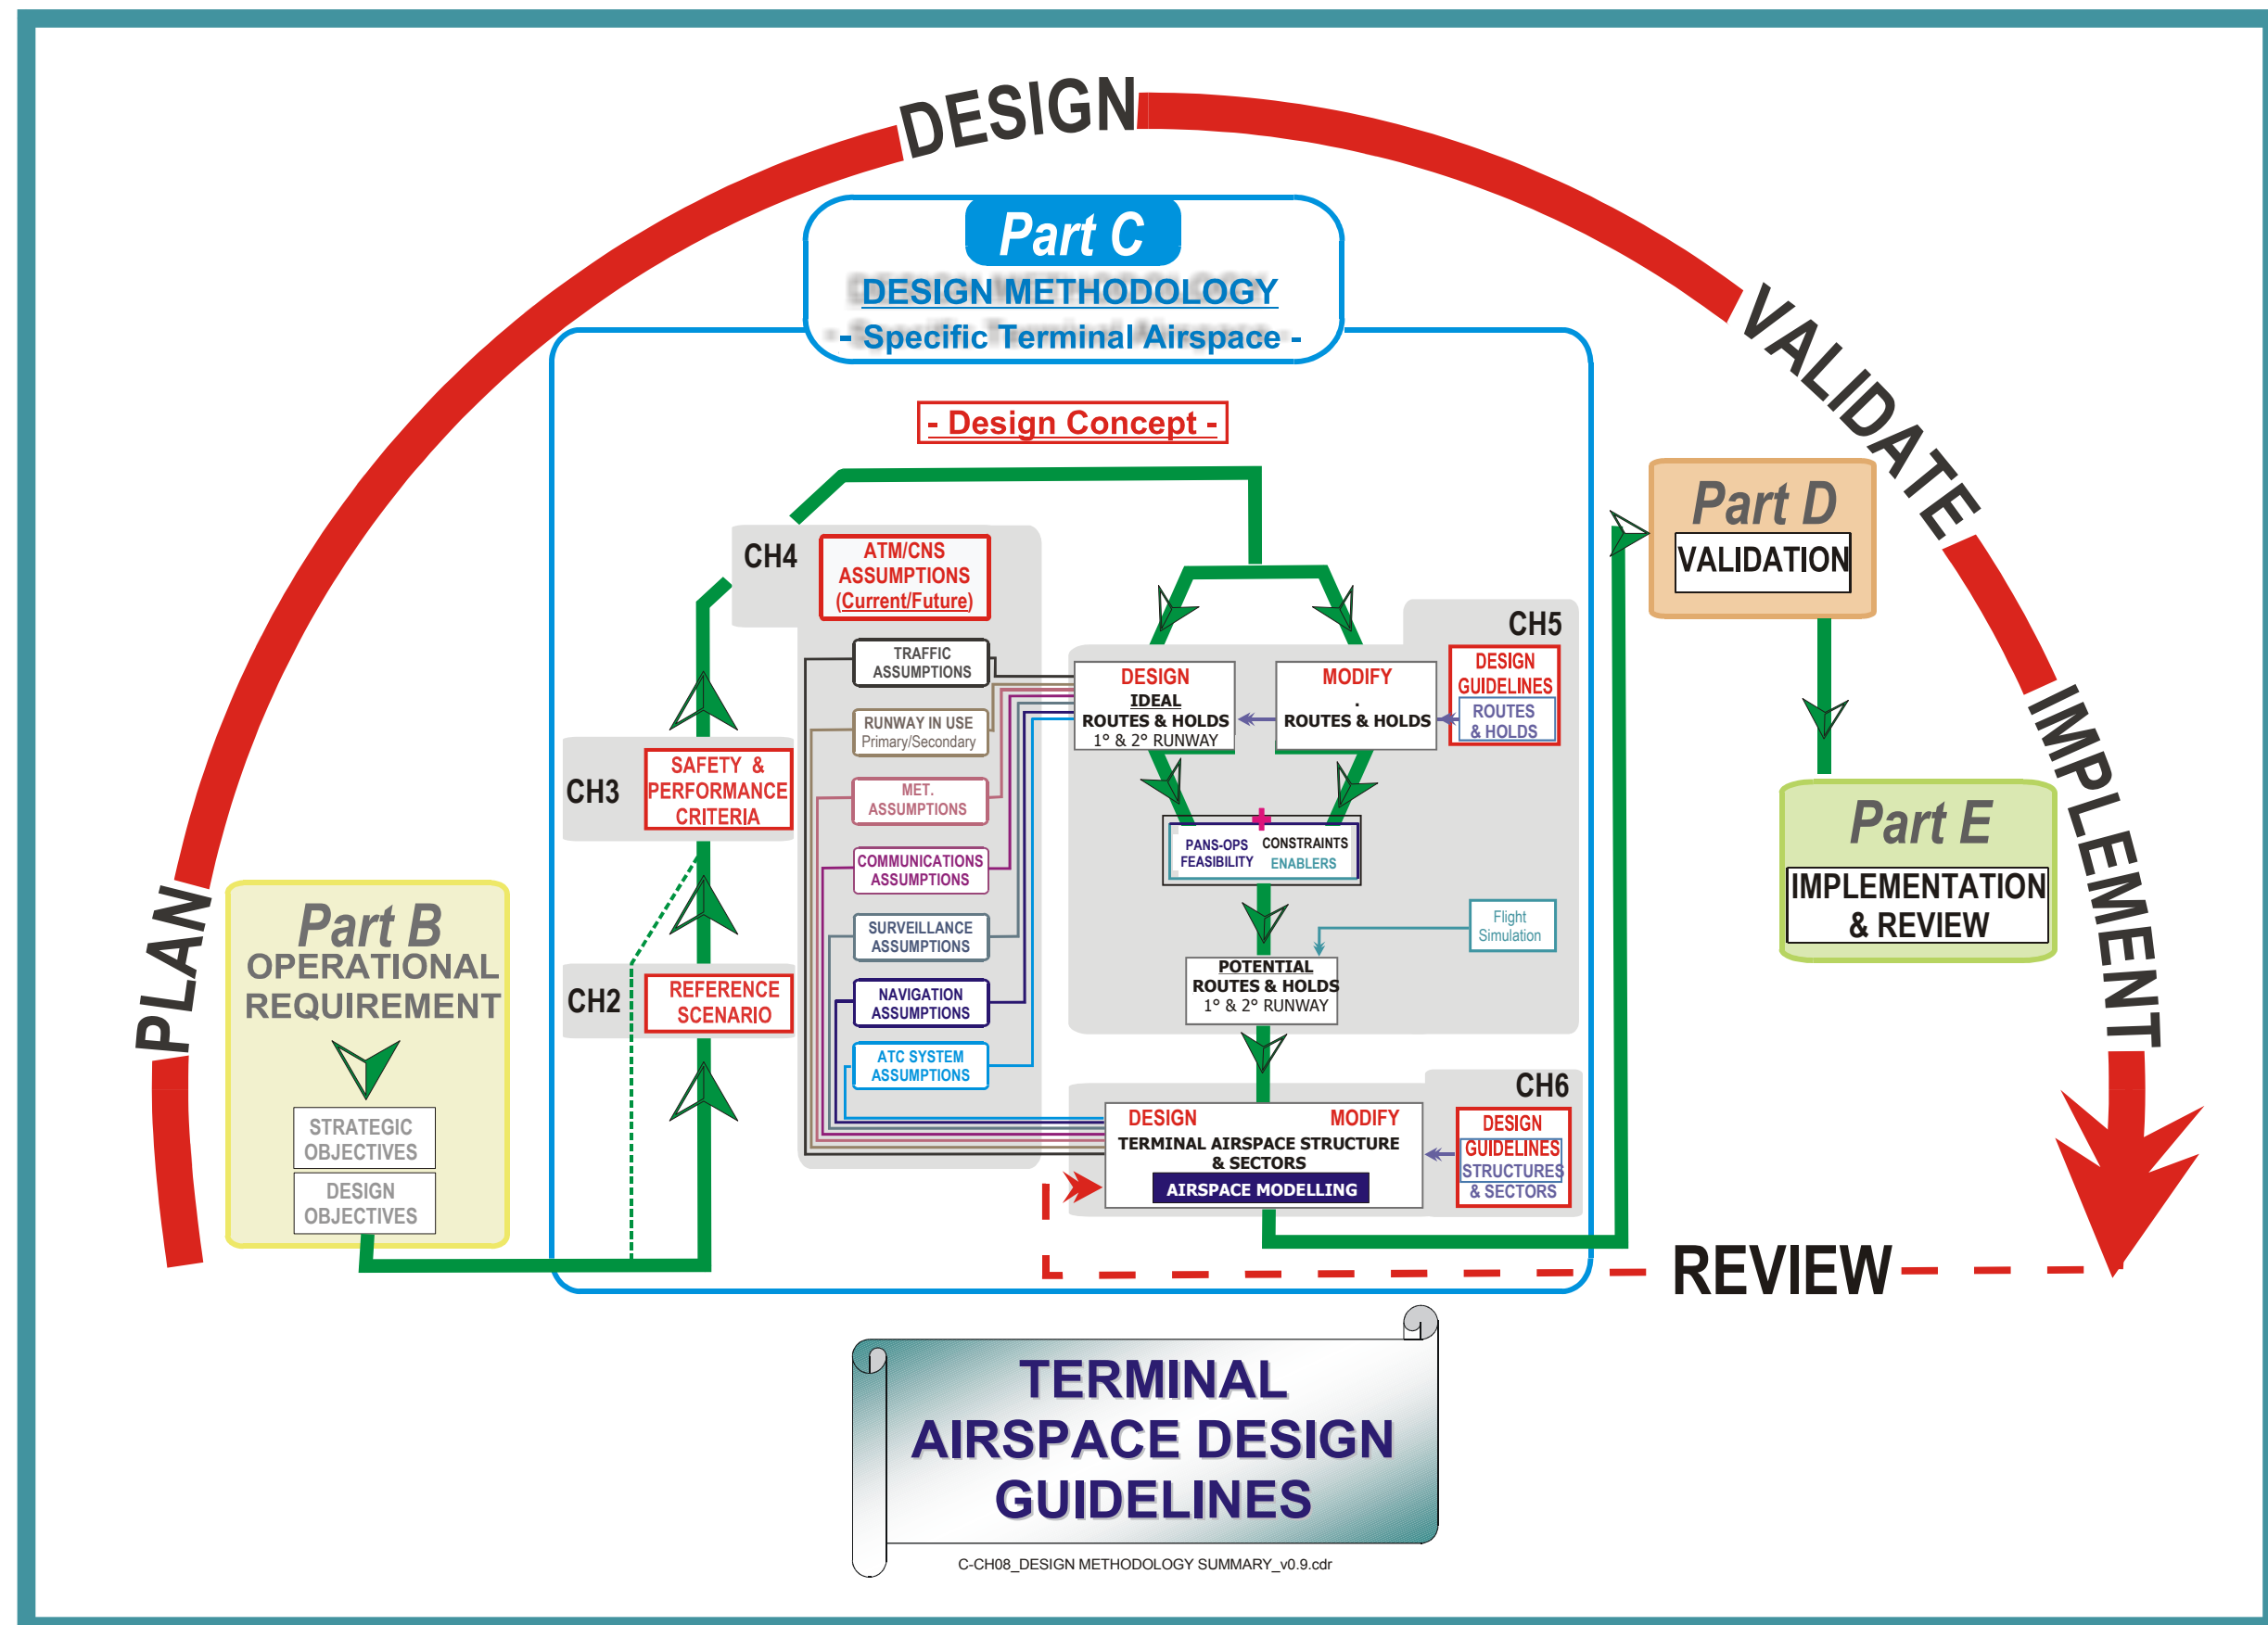 DESIGN
VALIDATE
IMPLEMENT
PLAN
REVIEW
Part C
DESIGN METHODOLOGY
- Specific Terminal Airspace -
- Design Concept -
Part B
OPERATIONAL
REQUIREMENT
STRATEGIC
OBJECTIVES
DESIGN
OBJECTIVES
CH2
REFERENCE
SCENARIO
CH3
SAFETY &
PERFORMANCE
CRITERIA
CH4
ATM/CNS
ASSUMPTIONS
(Current/Future)
TRAFFIC
ASSUMPTIONS
RUNWAY IN USE
Primary/Secondary
MET.
ASSUMPTIONS
COMMUNICATIONS
ASSUMPTIONS
SURVEILLANCE
ASSUMPTIONS
NAVIGATION
ASSUMPTIONS
ATC SYSTEM
ASSUMPTIONS
CH5
DESIGN
IDEAL
ROUTES & HOLDS
1° & 2° RUNWAY
MODIFY
.
ROUTES & HOLDS
DESIGN
GUIDELINES
ROUTES
& HOLDS
PANS-OPS
FEASIBILITY
CONSTRAINTS
ENABLERS
Flight
Simulation
POTENTIAL
ROUTES & HOLDS
1° & 2° RUNWAY
CH6
DESIGN MODIFY
TERMINAL AIRSPACE STRUCTURE
& SECTORS
AIRSPACE MODELLING
DESIGN
GUIDELINES
STRUCTURES
& SECTORS
Part D
VALIDATION
Part E
IMPLEMENTATION
& REVIEW
TERMINAL
AIRSPACE DESIGN
GUIDELINES
C-CH08_DESIGN METHODOLOGY SUMMARY_v0.9.cdr